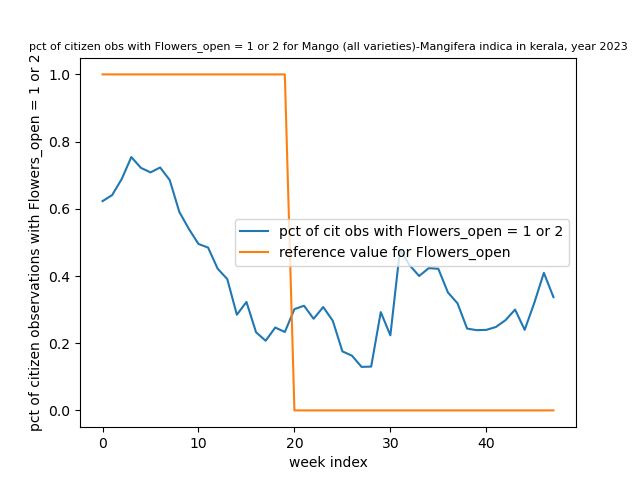 pct of citizen obs with Flowers_open = 1 or 2 for Mango (all varieties)-Mangifera indica in kerala, year 2023
pct of citizen observations with Flowers_open = 1 or 2
1.0
0.8
0.6
0.4
0.2
0.0
pct of cit obs with Flowers_open = 1 or 2
reference value for Flowers_open
0 10 20 30 40
week index